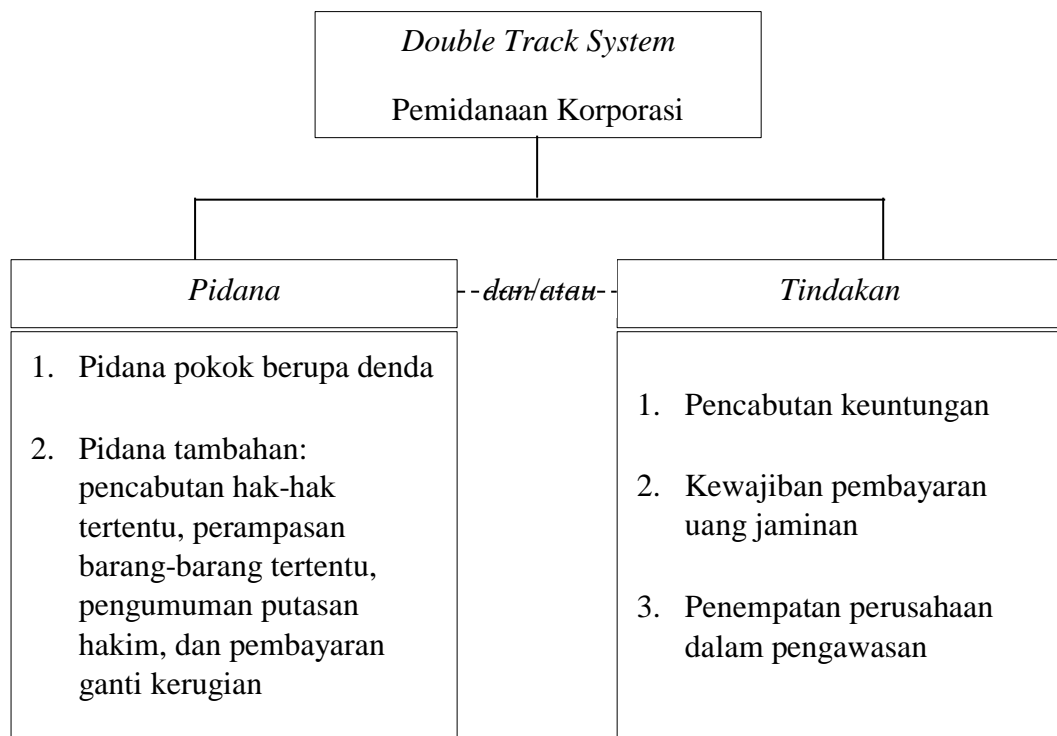 Double Track System
Pemidanaan Korporasi
Pidana
dan/atau
Tindakan
1. Pidana pokok berupa denda
2. Pidana tambahan:
pencabutan hak-hak
tertentu, perampasan
barang-barang tertentu,
pengumuman putasan
hakim, dan pembayaran
ganti kerugian
1. Pencabutan keuntungan
2. Kewajiban pembayaran
uang jaminan
3. Penempatan perusahaan
dalam pengawasan